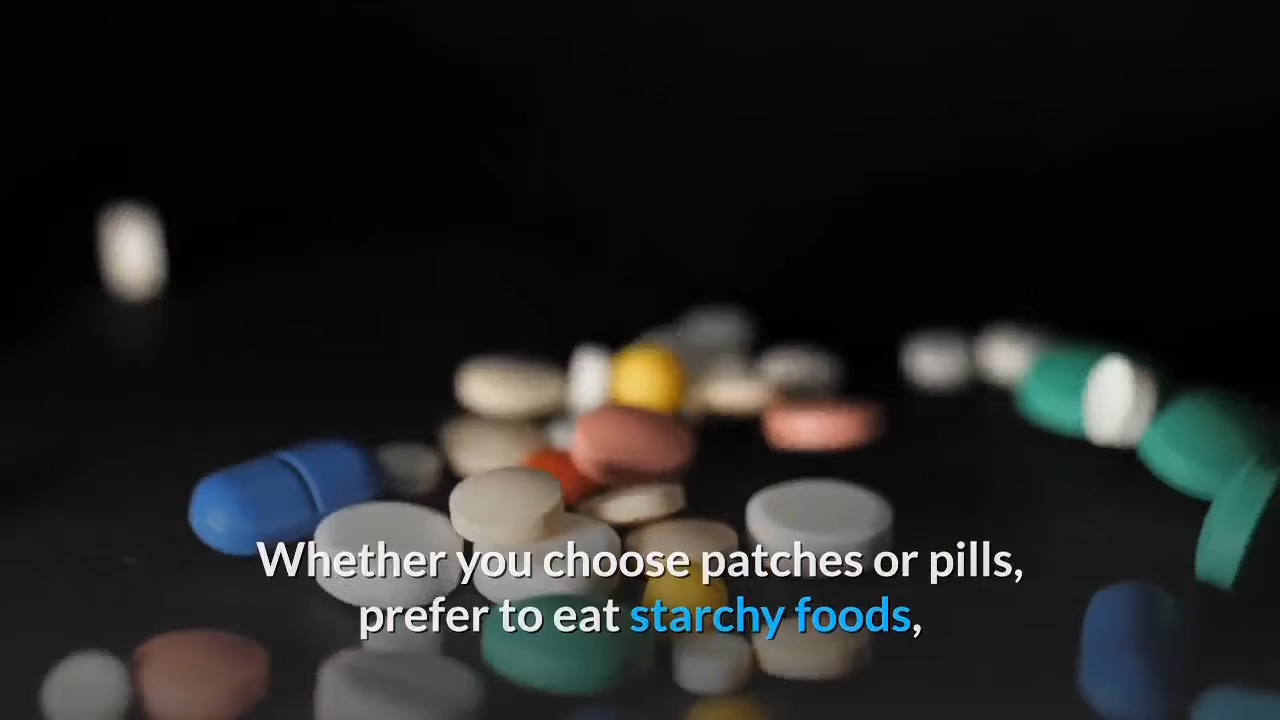 Whether you choose patches or pills,
prefer to eat starchy foods,